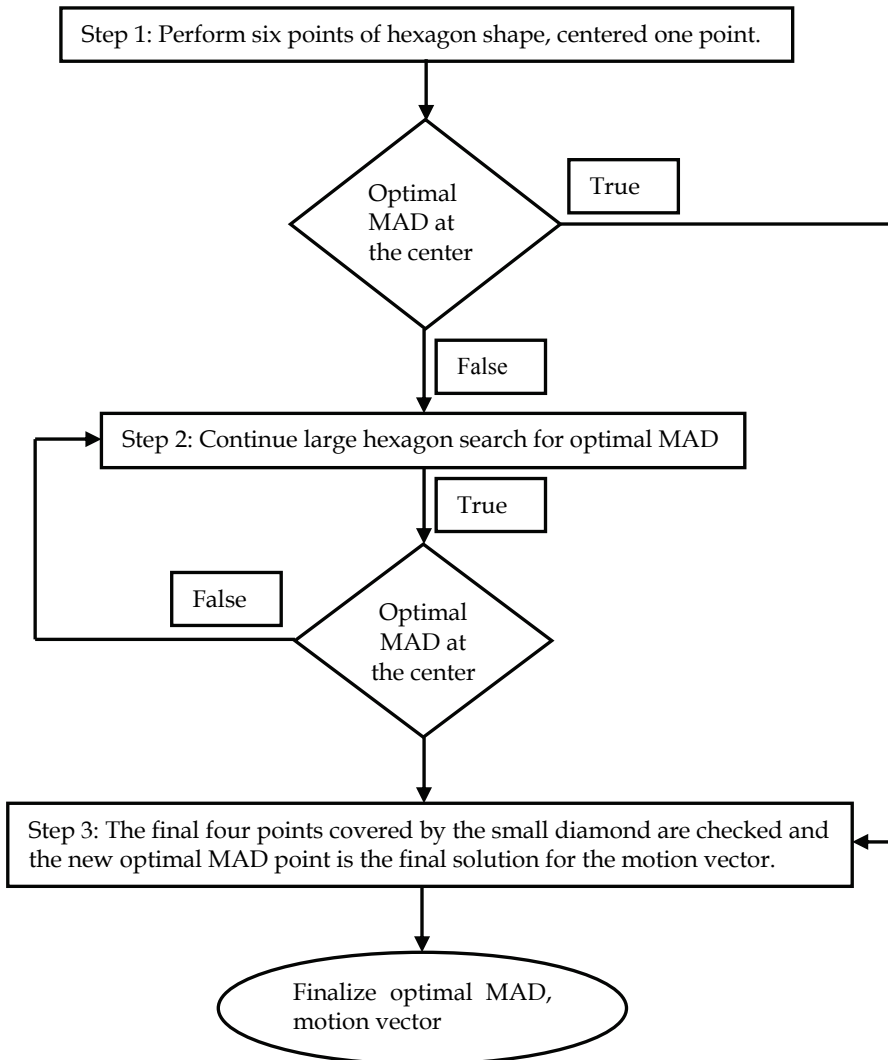 Step 1: Perform six points of hexagon shape, centered one point.
Optimal
MAD at
the center
True
False
Step 2: Continue large hexagon search for optimal MAD
True
False
Optimal
MAD at
the center
Step 3: The final four points covered by the small diamond are checked and
the new optimal MAD point is the final solution for the motion vector.
Finalize optimal MAD,
motion vector